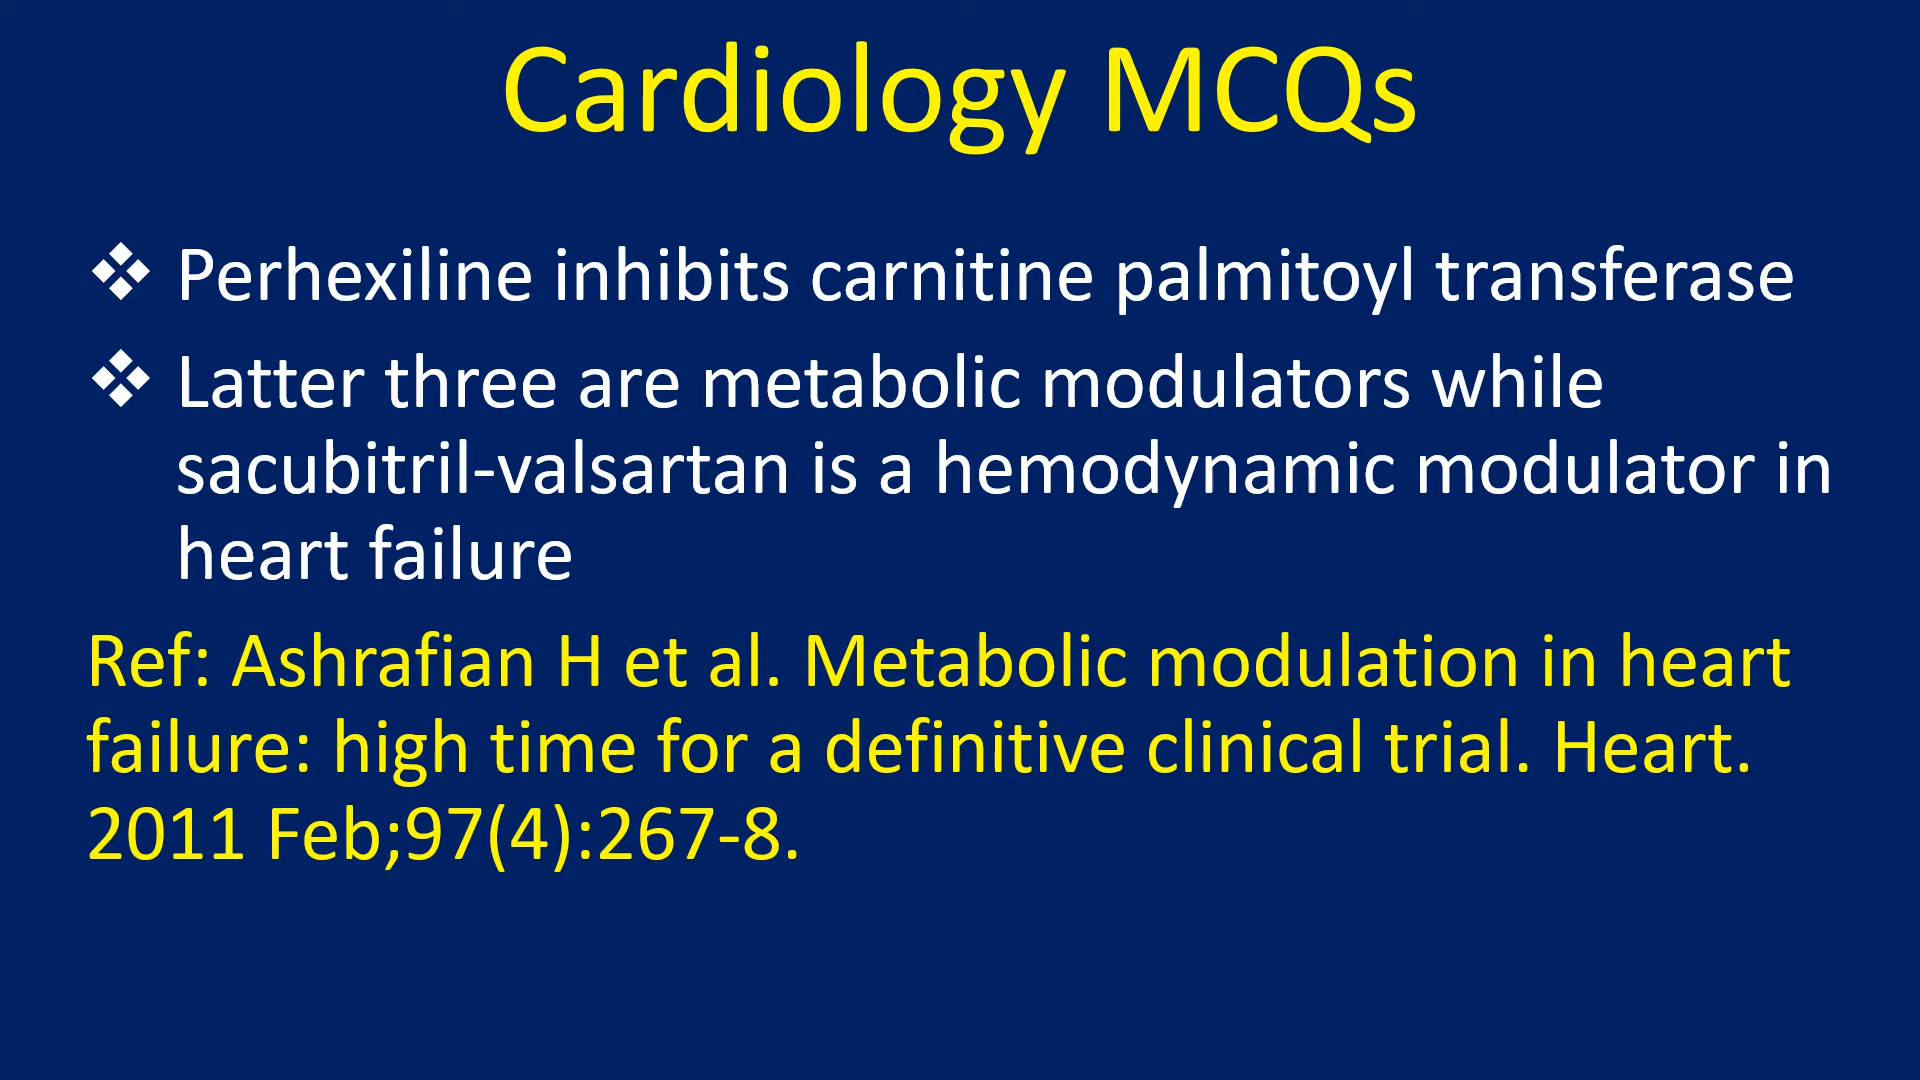 Cardiology MCQs
❖ Perhexiline inhibits carnitine palmitoyl transferase
❖ Latter three are metabolic modulators while
sacubitril-valsartan is a hemodynamic modulator in
heart failure
Ref: Ashrafian H et al. Metabolic modulation in heart
failure: high time for a definitive clinical trial. Heart.
2011 Feb;97(4):267-8.